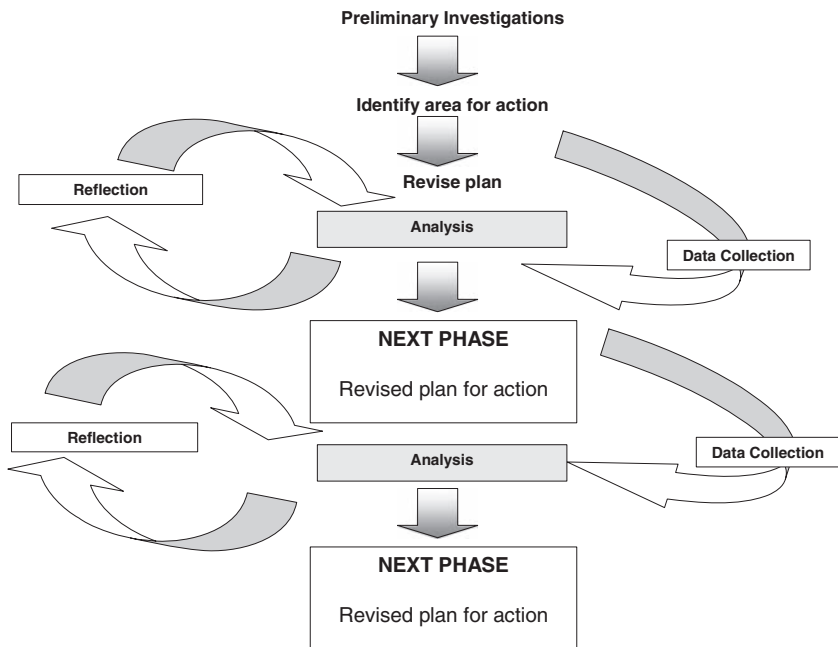 Preliminary Investigations
Identify area for action
Revise plan
Reflection
Analysis
Data Collection
NEXT PHASE
Revised plan for action
Reflection
Analysis
Data Collection
NEXT PHASE
Revised plan for action